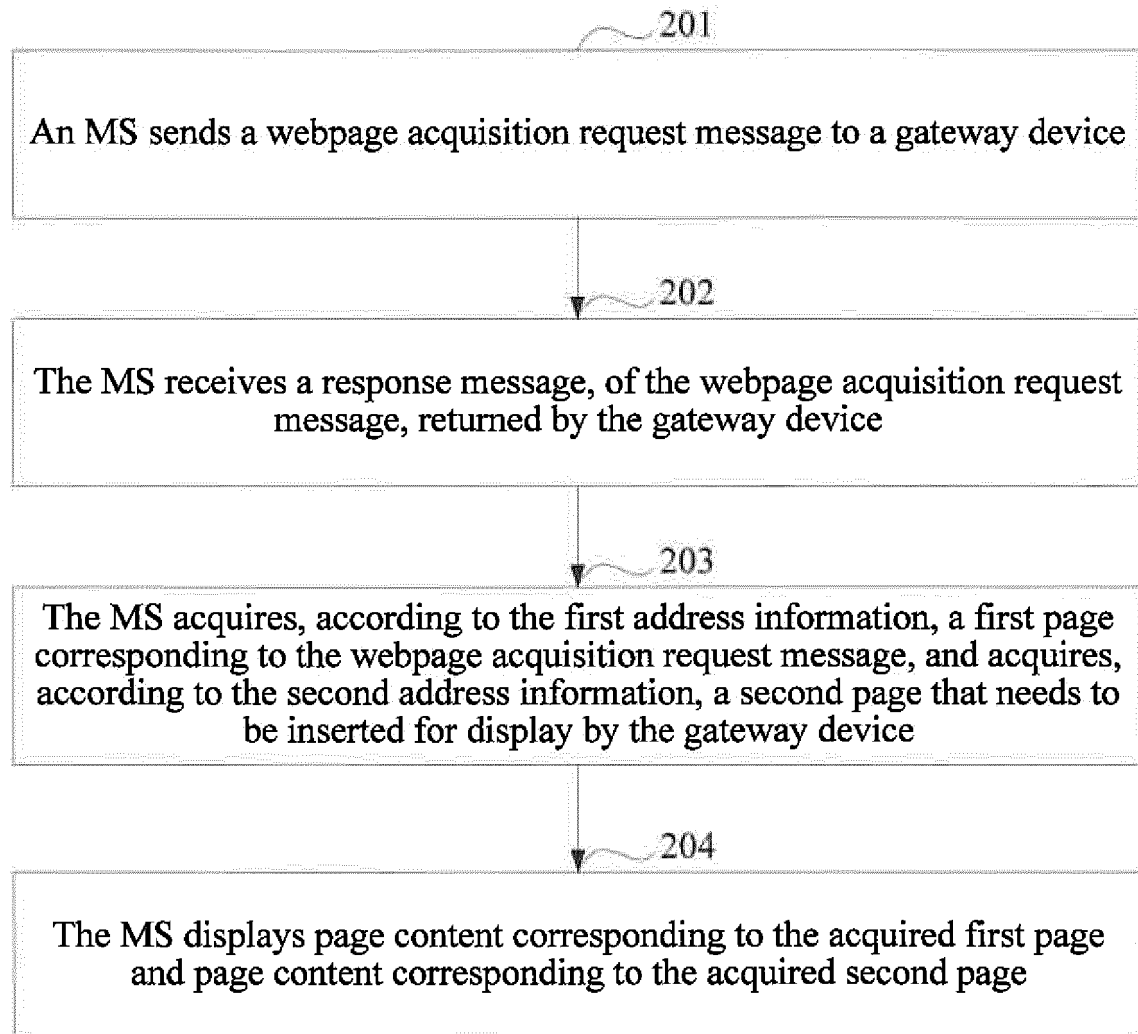 201
An MS sends a webpage acquisition request message to a gateway device
202
The MS receives a response message, of the webpage acquisition request
message, returned by the gateway device
203
The MS acquires, according to the first address information, a first page
corresponding to the webpage acquisition request message, and acquires,
according to the second address information, a second page that needs to
be inserted for display by the gateway device
204
The MS displays page content corresponding to the acquired first page
and page content corresponding to the acquired second page